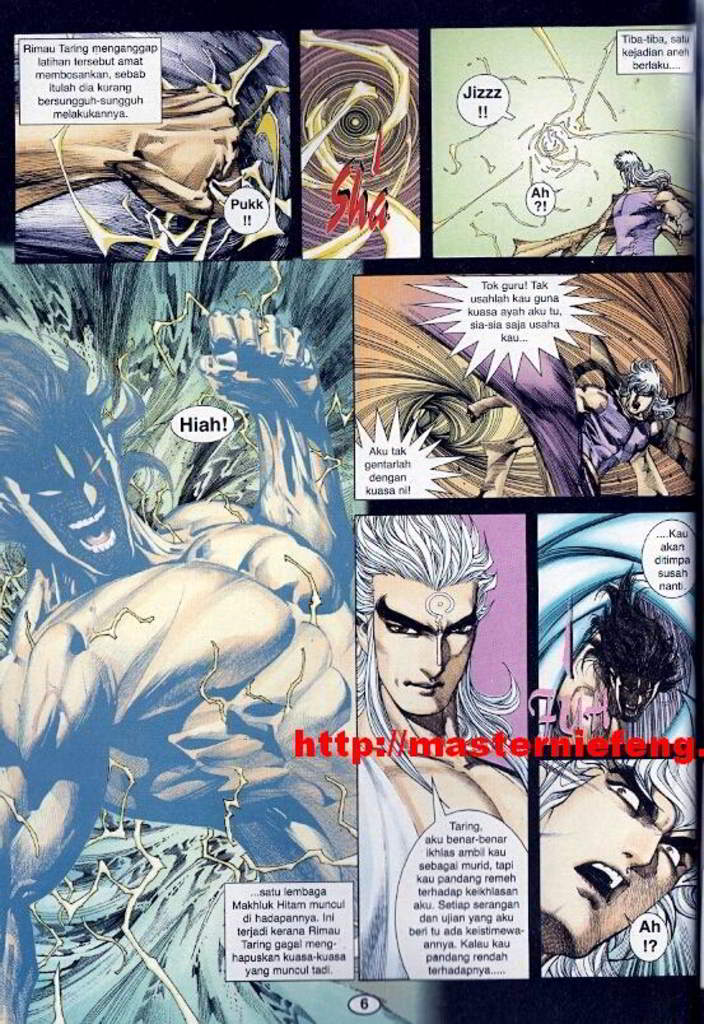 Rimau Taring menganggap
latihan tersebut amat
membosankan, sebab
itulah dia kurang
bersungguh-sungguh
melakukannya.
Pukk
!!
Sha
Tiba-tiba, satu
kejadian aneh
berlaku....
Jizzz
!!
Ah
?!
Hiah!
Tok guru! Tak
usahlah kau guna
kuasa ayah aku tu,
sia-sia saja usaha
kau...
Aku tak
gentarlah
dengan
kuasa ni!
...satu lembaga
Makhluk Hitam muncul
di hadapannya. Ini
terjadi kerana Rimau
Taring gagal meng-
hapuskan kuasa-kuasa
yang muncul tadi.
Taring,
aku benar-benar
ikhlas ambil kau
sebagai murid, tapi
kau pandang remeh
terhadap keikhlasan
aku. Setiap serangan
dan ujian yang aku
beri tu ada keistimewa-
annya. Kalau kau
pandang rendah
terhadapnya.....
....Kau
akan
ditimpa
susah
nanti.
http://masterniefeng.
Ah
!?
6